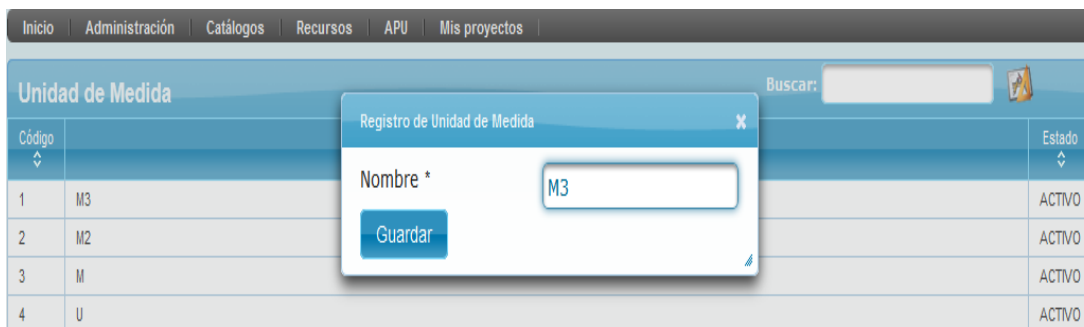 Inicio Administración Catálogos Recursos APU Mis proyectos
Unidad de Medida Buscar:
Registro de Unidad de Medida x
Código Estado
Nombre * M3
Guardar
1 M3 ACTIVO
2 M2 ACTIVO
3 M ACTIVO
4 U ACTIVO